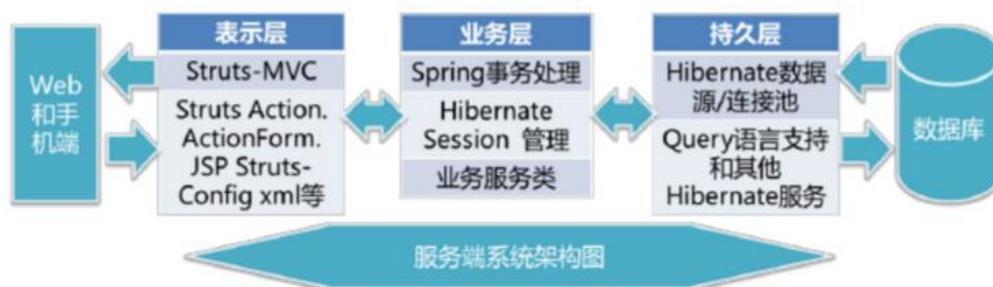 Web
和手
机端
表示层
Struts-MVC
Struts Action.
ActionForm.
JSP Struts-
Config xml等
业务层
Spring事务处理
Hibernate
Session 管理
业务服务类
持久层
Hibernate数据
源/连接池
Query语言支持
和其他
Hibernate服务
数据库
服务端系统架构图